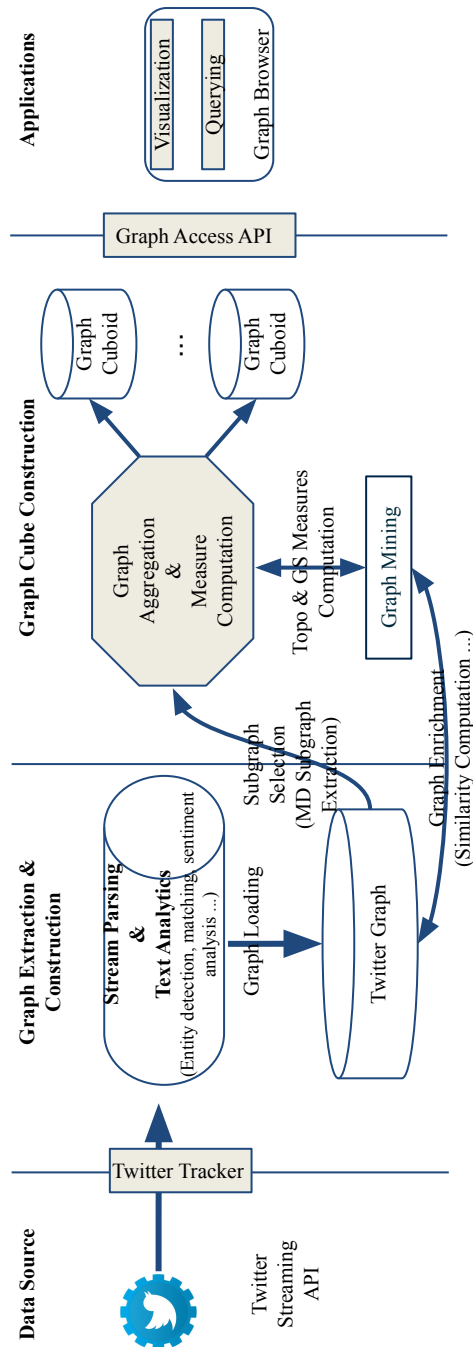 Data Source
Twitter
Streaming
API
Twitter Tracker
Graph Extraction &
Construction
Stream Parsing
&
Text Analytics
(Entity detection, matching, sentiment
analysis ...)
Graph Loading
Twitter Graph
Subgraph
Selection
(MD Subgraph
Extraction)
Graph Enrichment
(Similarity Computation ...)
Graph Cube Construction
Graph
Aggregation
&
Measure
Computation
Topo & GS Measures
Computation
Graph Mining
Graph
Cuboid
...
Graph
Cuboid
Graph Access API
Applications
Visualization
Querying
Graph Browser